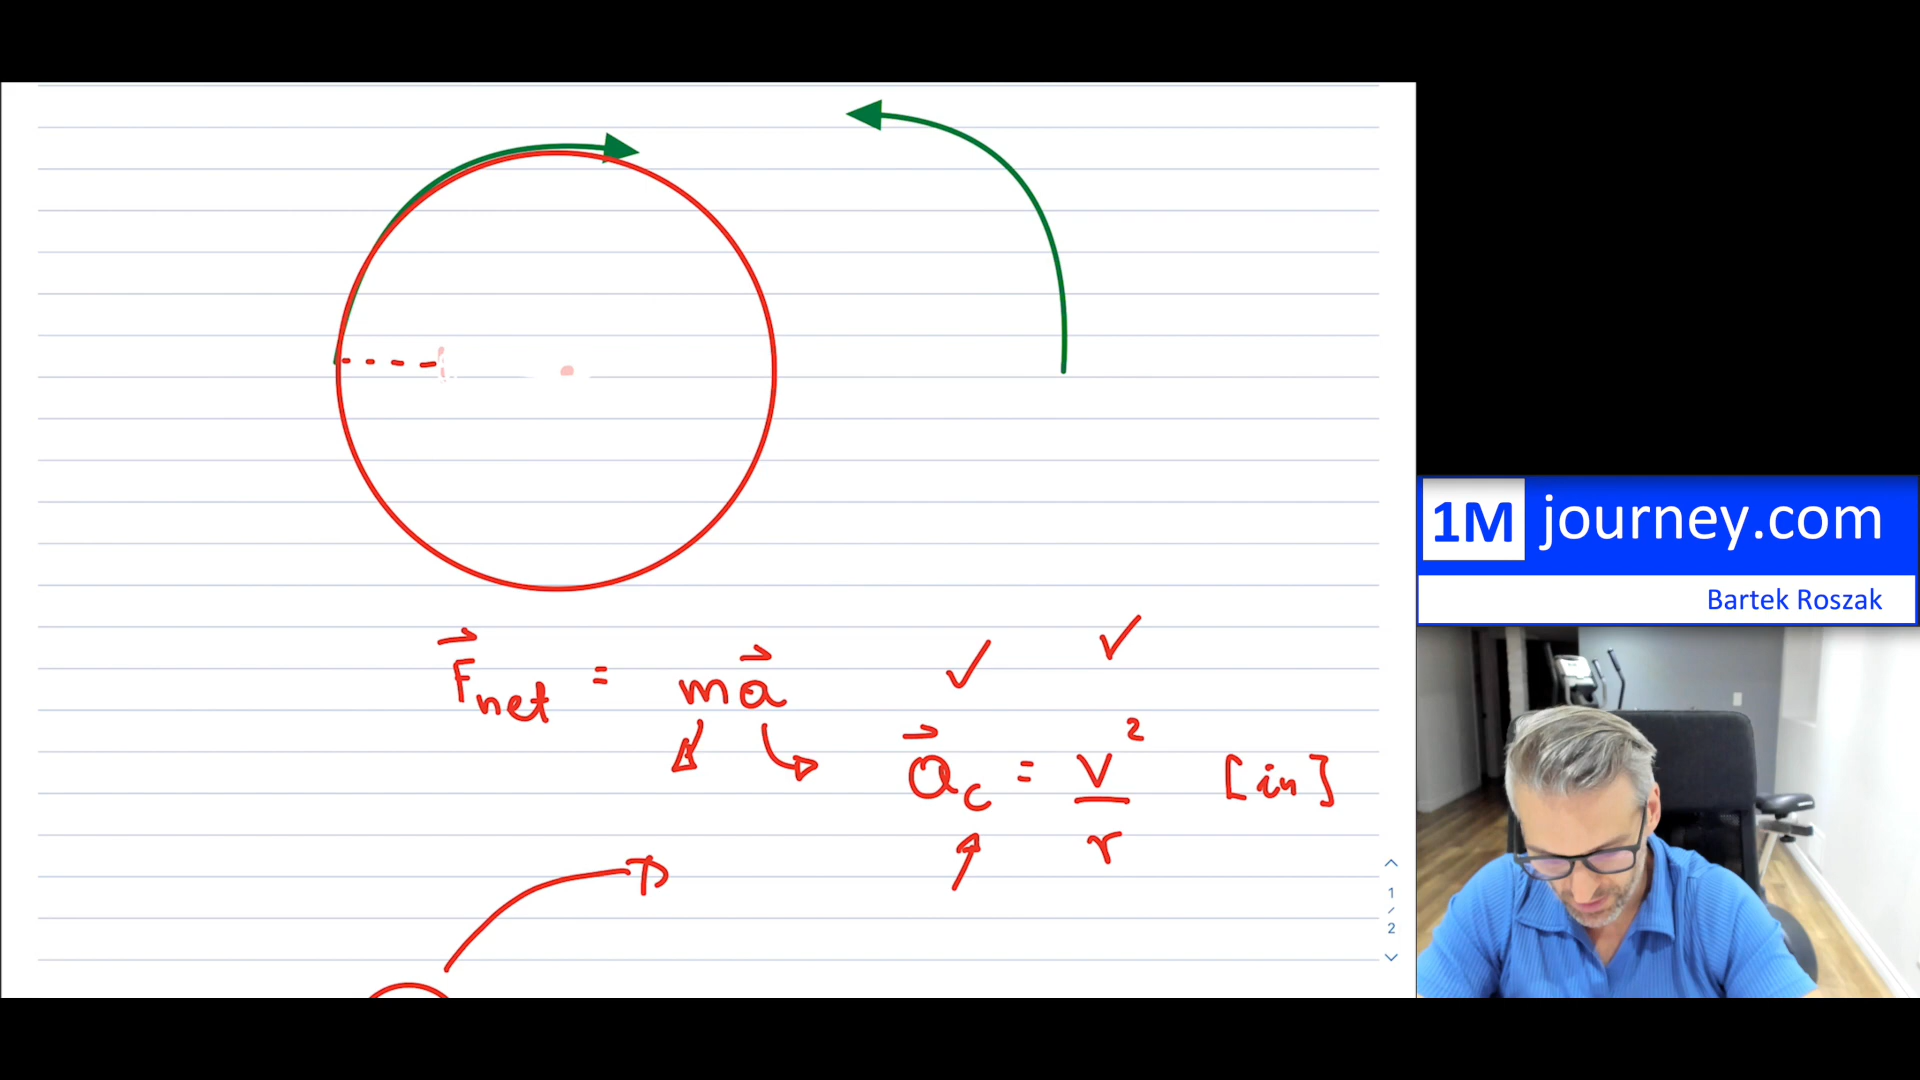 F⃗net = ma⃗
a⃗c = v²/r [in]
1
/
2
1M journey.com
Bartek Roszak